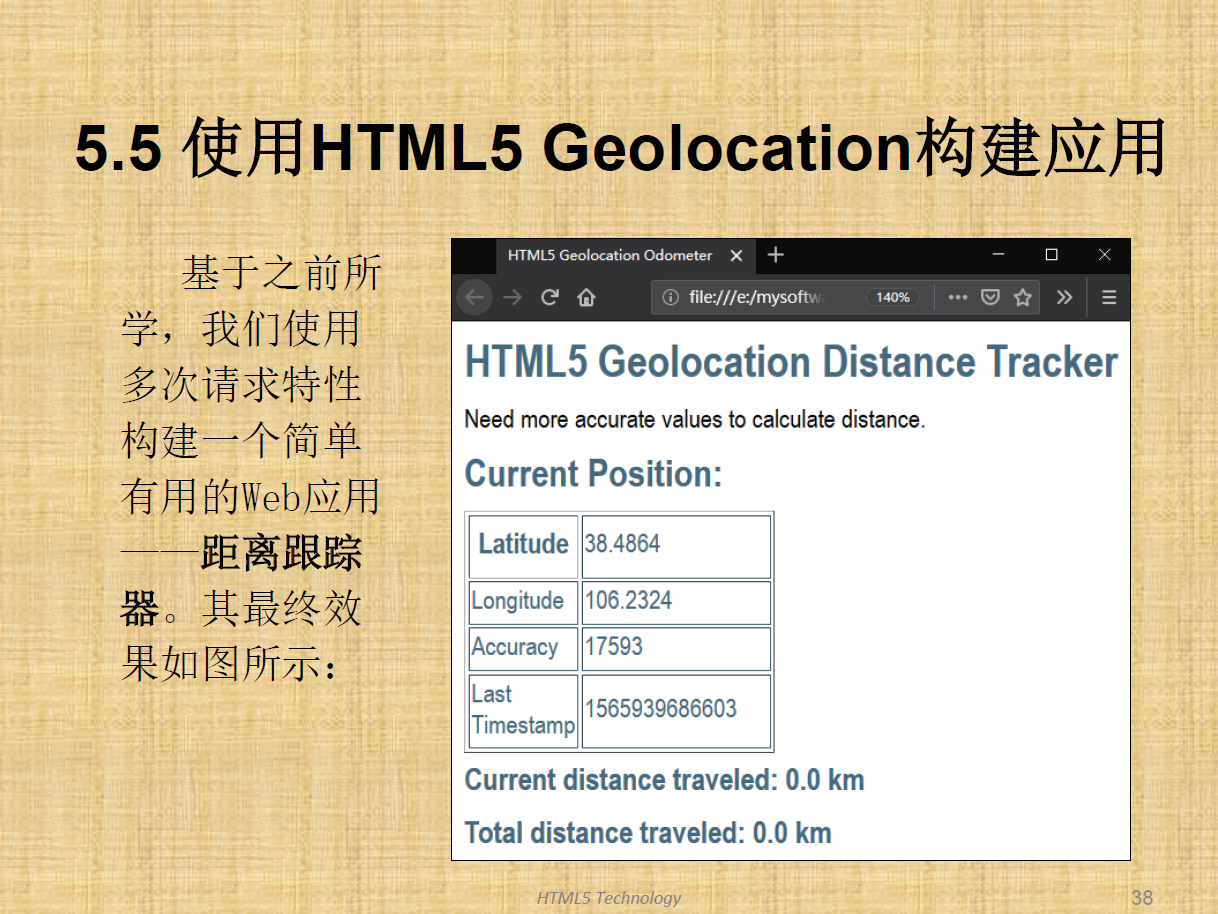 5.5 使用HTML5 Geolocation构建应用
基于之前所
学，我们使用
多次请求特性
构建一个简单
有用的Web应用
——距离跟踪
器。其最终效
果如图所示：
HTML5 Geolocation Odometer
file:///e:/mysoftw
140%
HTML5 Geolocation Distance Tracker
Need more accurate values to calculate distance.
Current Position:
Latitude 38.4864
Longitude 106.2324
Accuracy 17593
Last
Timestamp 1565939686603
Current distance traveled: 0.0 km
Total distance traveled: 0.0 km
HTML5 Technology
38